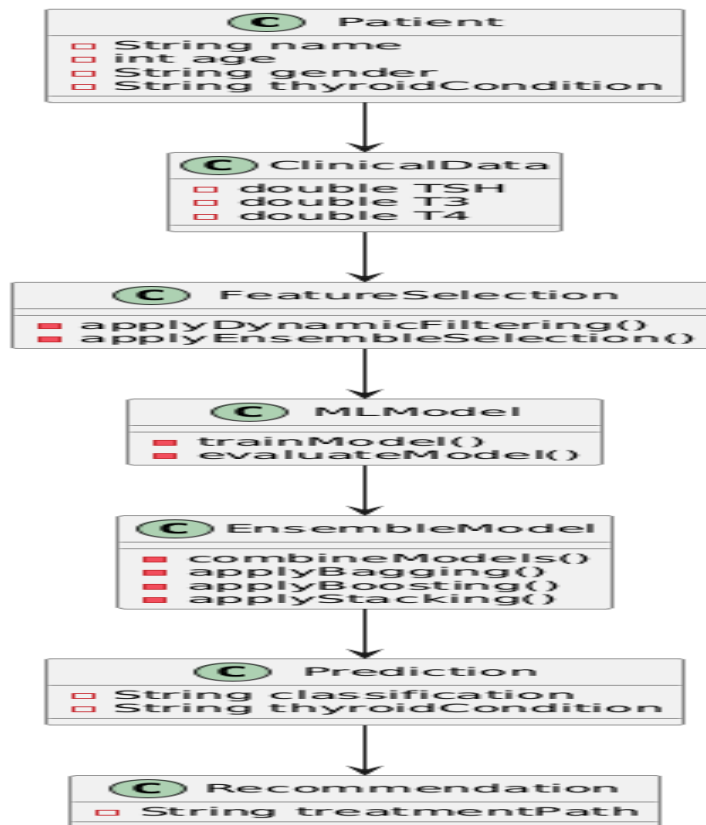 C Patient
String name
int age
String gender
String thyroidCondition
C ClinicalData
double TSH
double T3
double T4
C FeatureSelection
applyDynamicFiltering()
applyEnsembleSelection()
C MLModel
trainModel()
evaluateModel()
C EnsembleModel
combineModels()
applyBagging()
applyBoosting()
applyStacking()
C Prediction
String classification
String thyroidCondition
C Recommendation
String treatmentPath